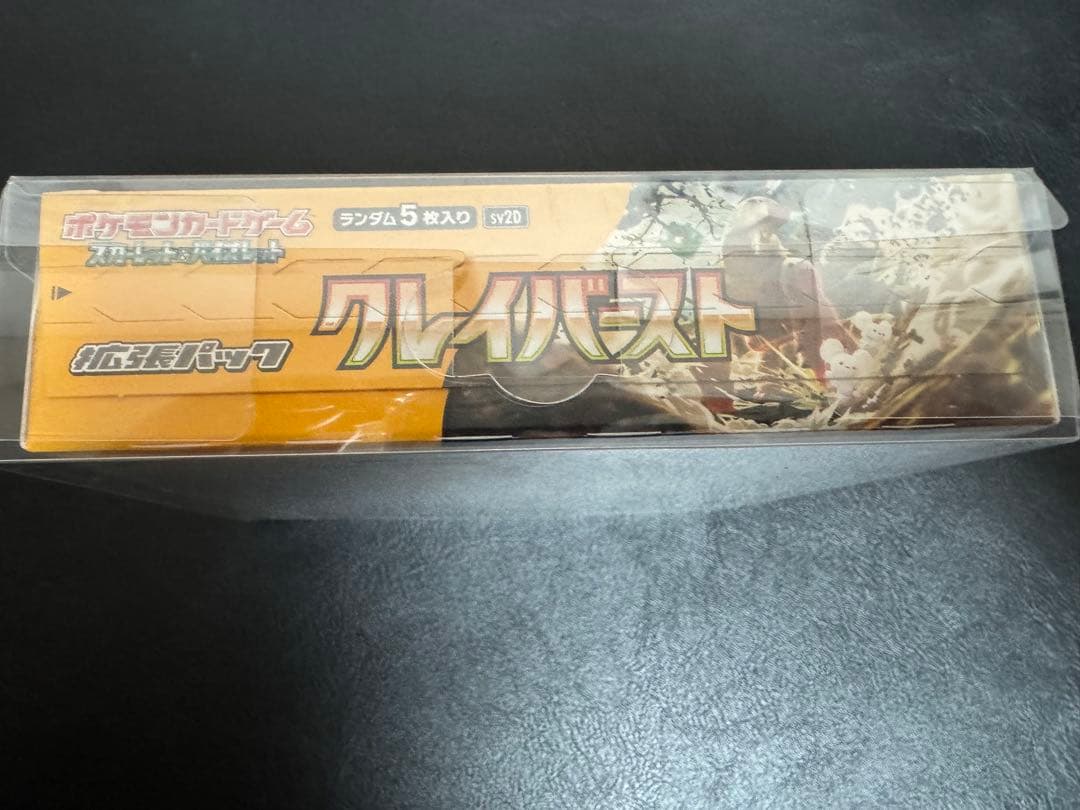 ポケモンカードゲーム
スカーレット&バイオレット
ランダム5枚入り
sv2D
クレイバースト
拡張パック